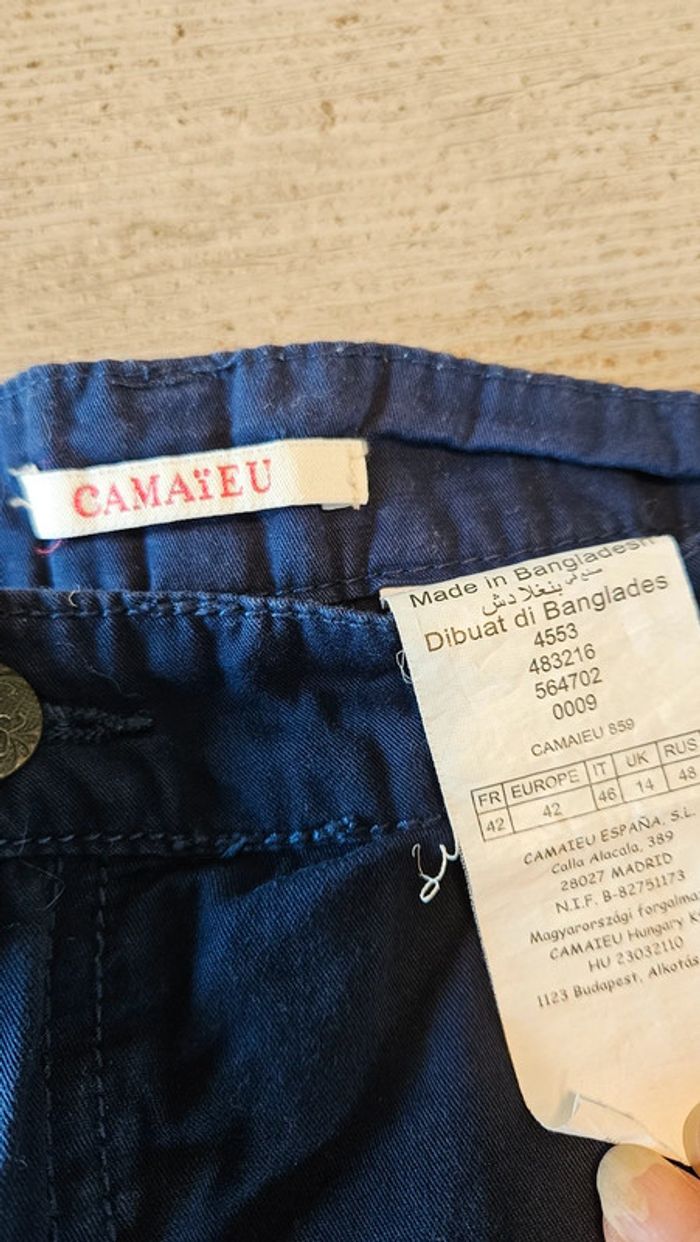 CAMAïEU
Made in Bangladesh
صنع في بنغلادش
Dibuat di Banglades
4553
483216
564702
0009
CAMAIEU 859
FR EUROPE IT UK RUS
42 42 46 14 48
CAMAIEU ESPAÑA, S.L.
Calla Alacala, 389
28027 MADRID
N.I.F. B-82751173
Magyarországi forgalma
CAMAIEU Hungary K
HU 23032110
1123 Budapest, Alkotás